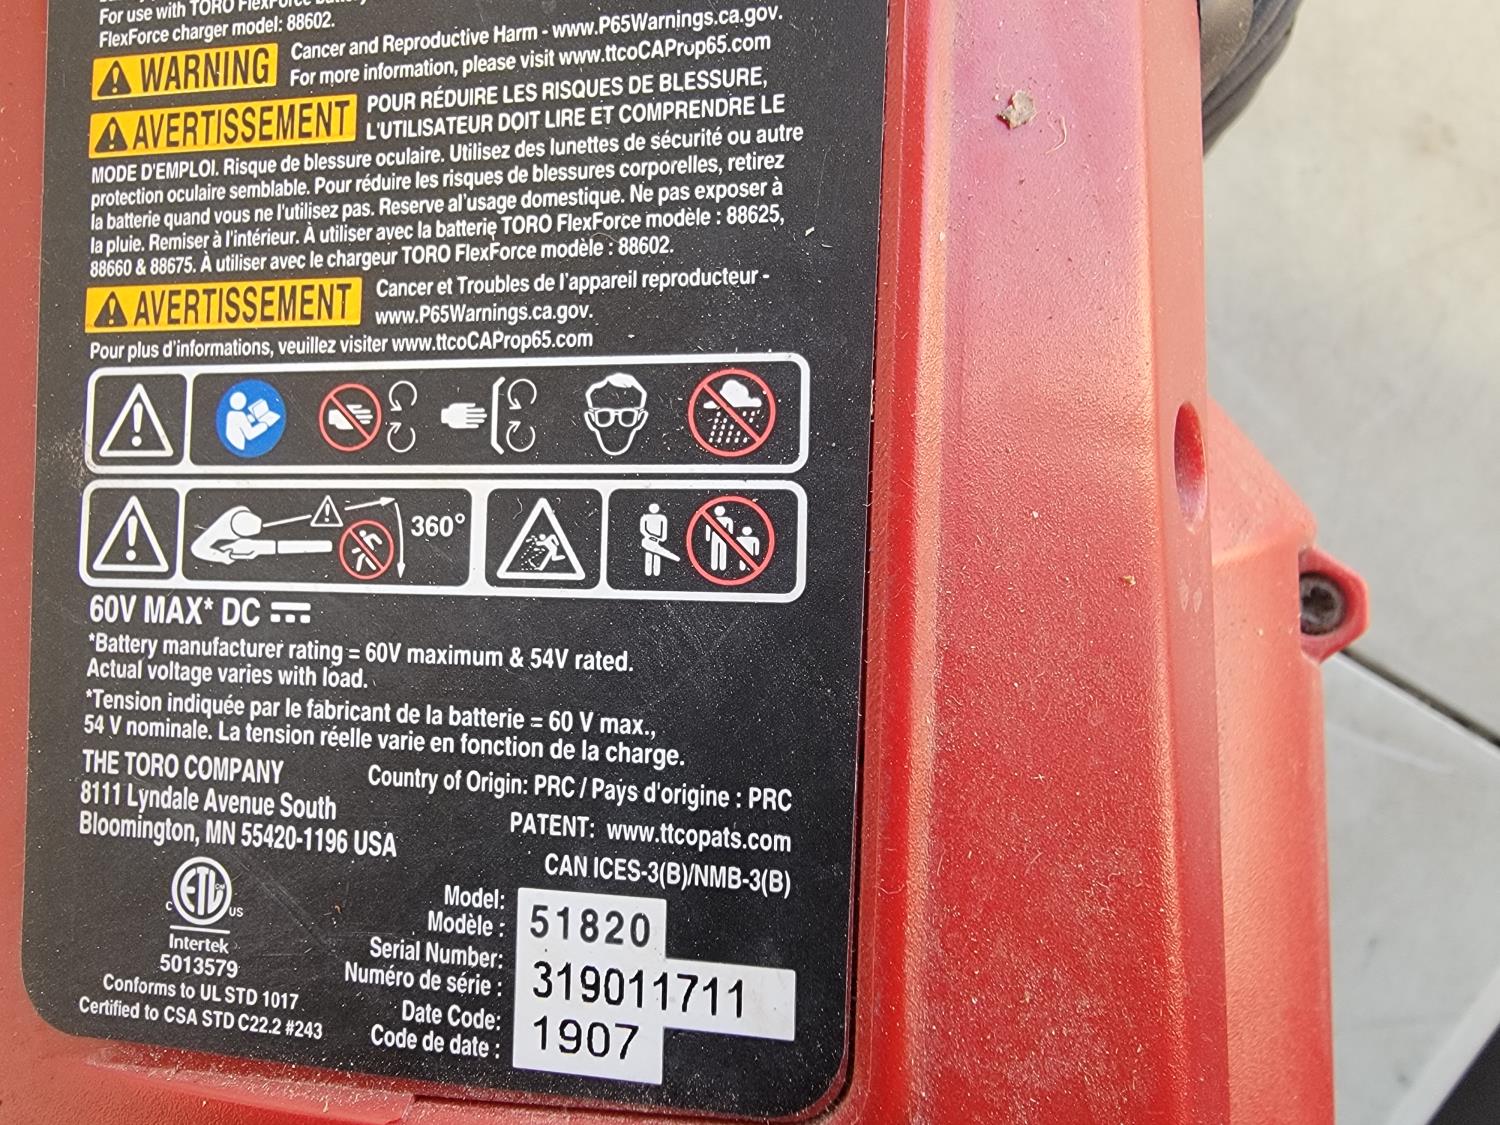 For use with TORO FlexForce
FlexForce charger model: 88602.
WARNING
Cancer and Reproductive Harm - www.P65Warnings.ca.gov.
For more information, please visit www.ttcoCAProp65.com
AVERTISSEMENT
POUR RÉDUIRE LES RISQUES DE BLESSURE,
L'UTILISATEUR DOIT LIRE ET COMPRENDRE LE
MODE D'EMPLOI. Risque de blessure oculaire. Utilisez des lunettes de sécurité ou autre
protection oculaire semblable. Pour réduire les risques de blessures corporelles, retirez
la batterie quand vous ne l'utilisez pas. Reserve al'usage domestique. Ne pas exposer à
la pluie. Remiser à l'intérieur. À utiliser avec la batterie TORO FlexForce modèle : 88625,
88660 & 88675. À utiliser avec le chargeur TORO FlexForce modèle : 88602.
AVERTISSEMENT
Cancer et Troubles de l'appareil reproducteur -
www.P65Warnings.ca.gov.
Pour plus d'informations, veuillez visiter www.ttcoCAProp65.com
360°
60V MAX* DC
*Battery manufacturer rating = 60V maximum & 54V rated.
Actual voltage varies with load.
*Tension indiquée par le fabricant de la batterie = 60 V max.,
54 V nominale. La tension réelle varie en fonction de la charge.
THE TORO COMPANY
8111 Lyndale Avenue South
Bloomington, MN 55420-1196 USA
Country of Origin: PRC / Pays d'origine : PRC
PATENT: www.ttcopats.com
CAN ICES-3(B)/NMB-3(B)
ETL CM
C US
Intertek
5013579
Conforms to UL STD 1017
Certified to CSA STD C22.2 #243
Model:
Modèle : 51820
Serial Number:
Numéro de série : 319011711
Date Code:
Code de date : 1907